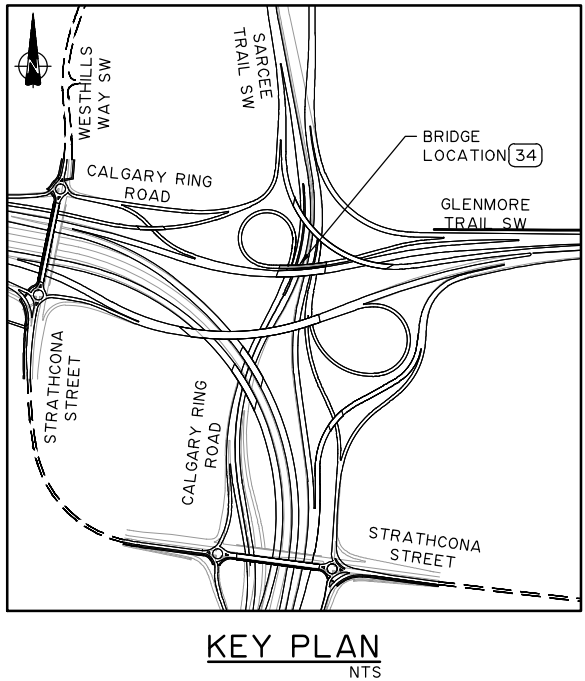 N
WESTHILLS
WAY SW
SARCEE
TRAIL SW
BRIDGE
LOCATION 34
CALGARY RING
ROAD
GLENMORE
TRAIL SW
STRATHCONA
STREET
CALGARY RING
ROAD
STRATHCONA
STREET
KEY PLAN
NTS